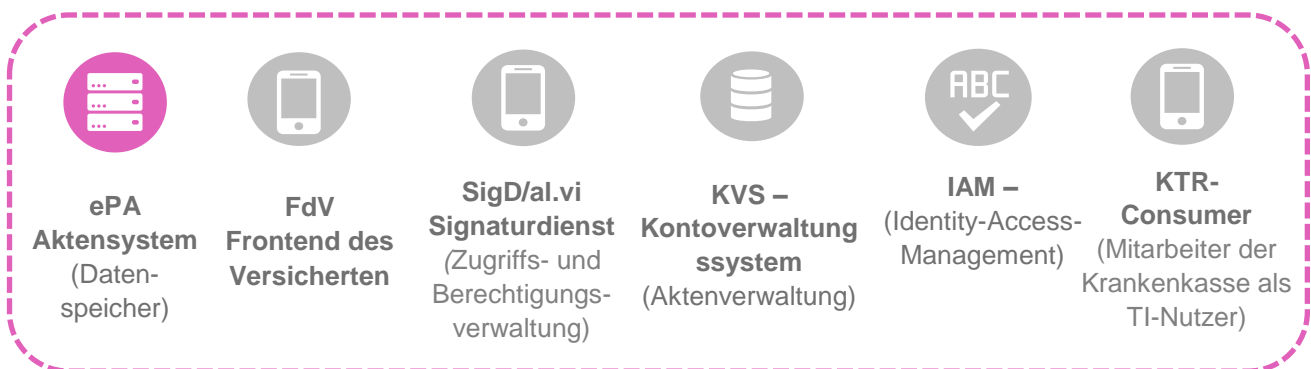 ABC
ePA
Aktensystem
(Daten-
speicher)
FdV
Frontend des
Versicherten
SigD/al.vi
Signaturdienst
(Zugriffs- und
Berechtigungs-
verwaltung)
KVS –
Kontoverwaltung
ssystem
(Aktenverwaltung)
IAM –
(Identity-Access-
Management)
KTR-
Consumer
(Mitarbeiter der
Krankenkasse als
TI-Nutzer)